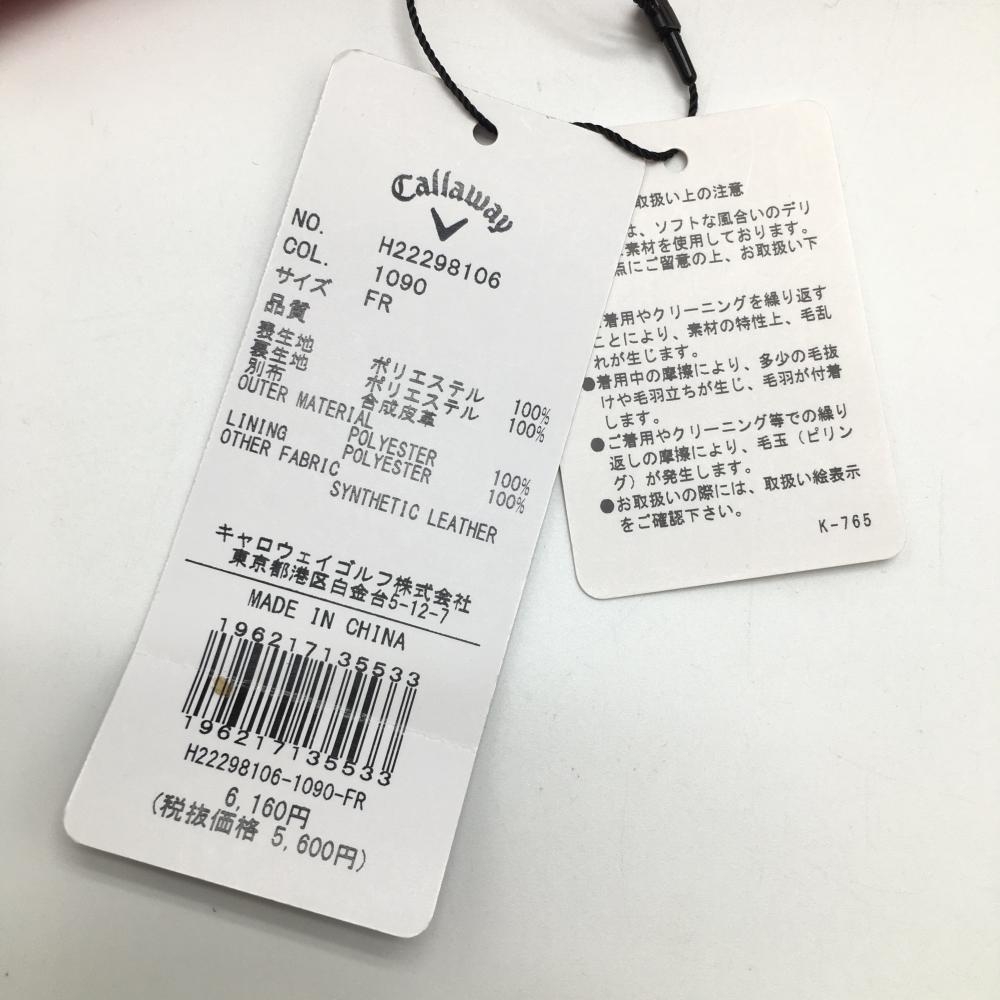 Callaway
NO. H22298106
COL. 1090
サイズ FR
品質
表生地 ポリエステル 100%
裏生地 ポリエステル 100%
別布 合成皮革
OUTER MATERIAL
POLYESTER 100%
LINING POLYESTER 100%
OTHER FABRIC
SYNTHETIC LEATHER
キャロウェイゴルフ株式会社
東京都港区白金台5-12-7
MADE IN CHINA
196217135533
196217135533
H22298106-1090-FR
6,160円
(税抜価格 5,600円)
取扱い上の注意
は、ソフトな風合いのデリ
素材を使用しております。
点にご留意の上、お取扱い下
着用やクリーニングを繰り返す
ことにより、素材の特性上、毛乱
れが生じます。
●着用中の摩擦により、多少の毛抜
けや毛羽立ちが生じ、毛羽が付着
します。
●ご着用やクリーニング等での繰り
返しの摩擦により、毛玉(ピリン
グ)が発生します。
●お取扱いの際には、取扱い絵表示
をご確認下さい。
K-765